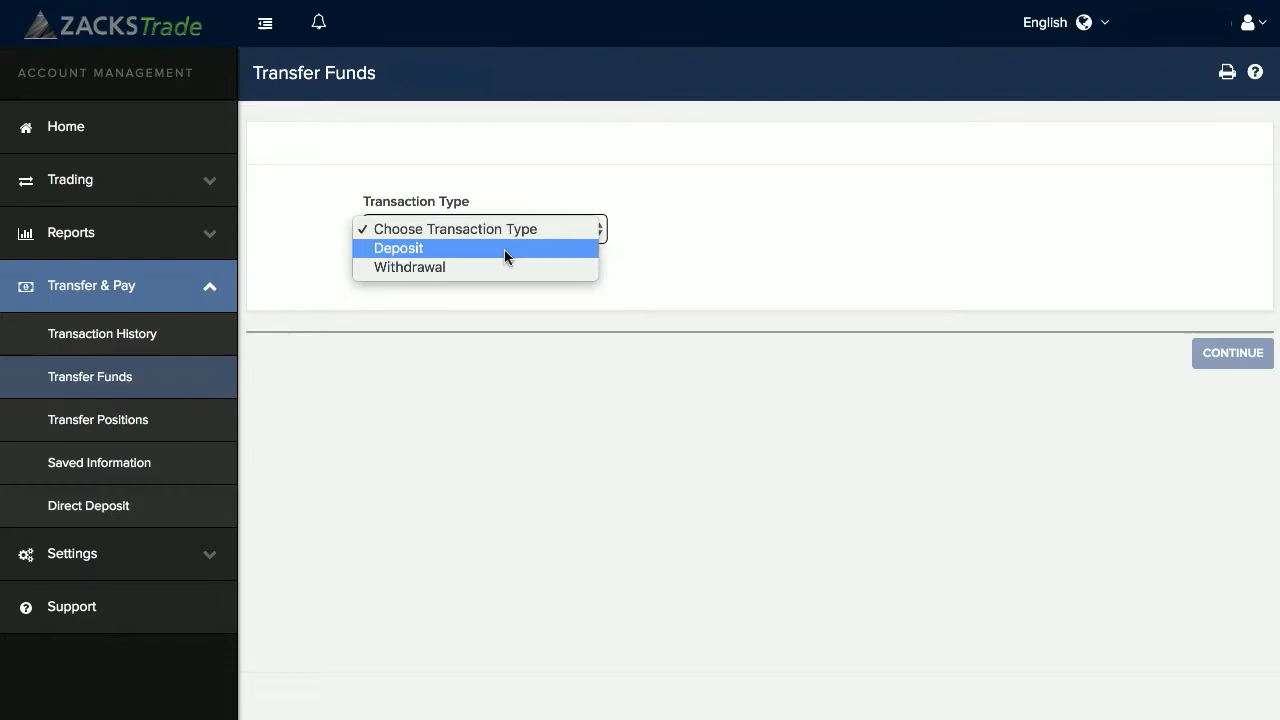 ZACKSTrade
English
ACCOUNT MANAGEMENT
Transfer Funds
Home
Trading
Reports
Transfer & Pay
Transaction History
Transfer Funds
Transfer Positions
Saved Information
Direct Deposit
Settings
Support
Transaction Type
✓ Choose Transaction Type
Deposit
Withdrawal
CONTINUE